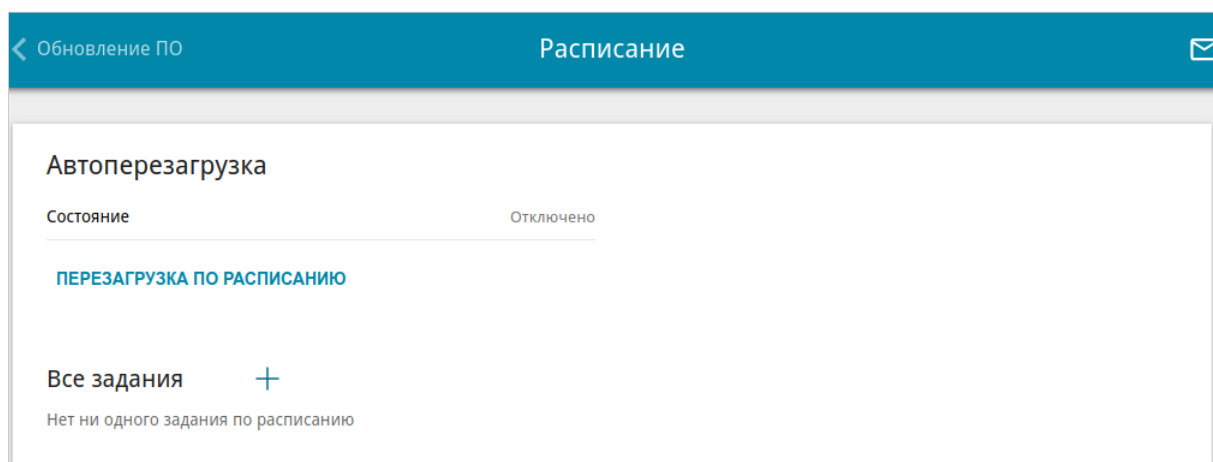 Обновление ПО
Расписание
Автоперезагрузка
Состояние
Отключено
ПЕРЕЗАГРУЗКА ПО РАСПИСАНИЮ
Все задания
Нет ни одного задания по расписанию